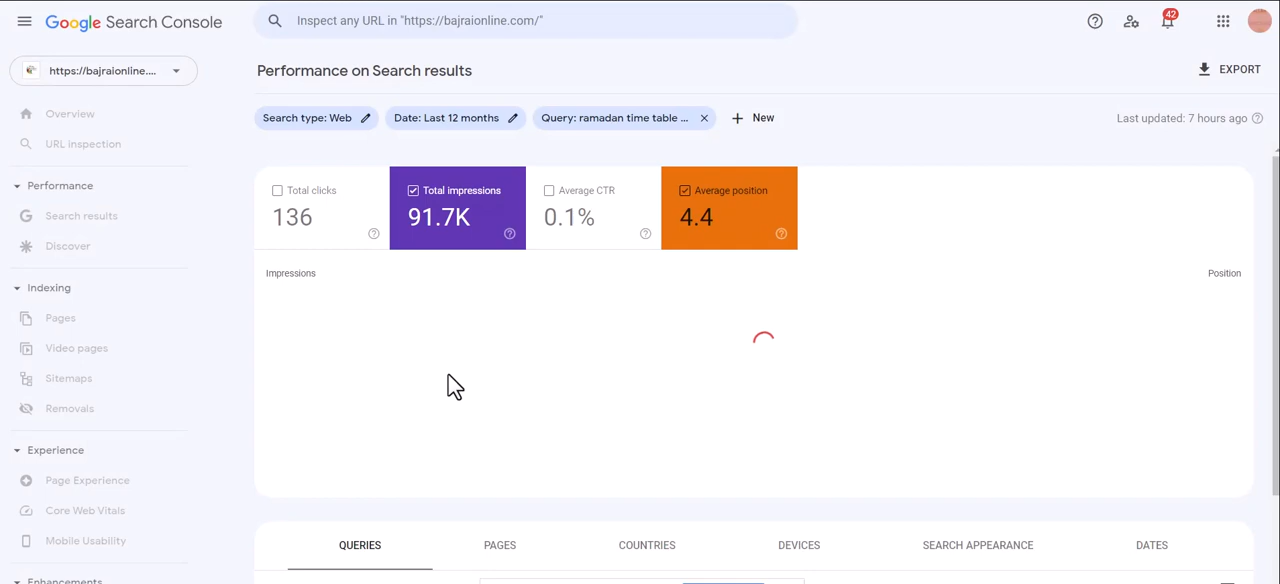 Google Search Console
Inspect any URL in "https://bajraionline.com/"
42
https://bajraionline....
Performance on Search results
EXPORT
Search type: Web
Date: Last 12 months
Query: ramadan time table ...
New
Last updated: 7 hours ago
Overview
URL inspection
Performance
Search results
Discover
Indexing
Pages
Video pages
Sitemaps
Removals
Experience
Page Experience
Core Web Vitals
Mobile Usability
Enhancements
Total clicks
136
Total impressions
91.7K
Average CTR
0.1%
Average position
4.4
Impressions
Position
QUERIES
PAGES
COUNTRIES
DEVICES
SEARCH APPEARANCE
DATES